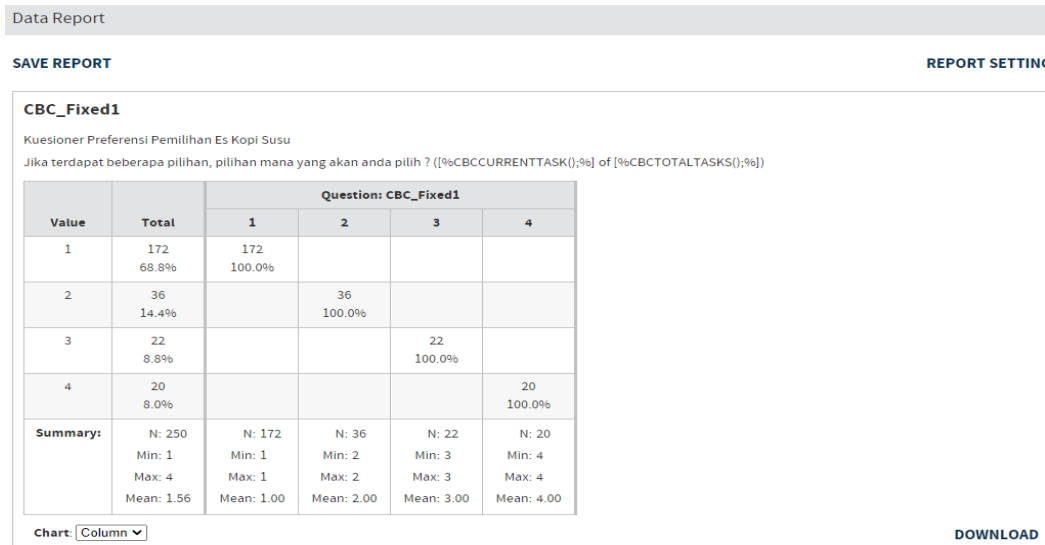 Data Report
SAVE REPORT
REPORT SETTING
CBC_Fixed1
Kuesioner Preferensi Pemilihan Es Kopi Susu
Jika terdapat beberapa pilihan, pilihan mana yang akan anda pilih ? ([%CBCCURRENTTASK();%] of [%CBCTOTALTASKS();%])
Question: CBC_Fixed1
Value Total 1 2 3 4
1 172 172
68.8% 100.0%
2 36 36
14.4% 100.0%
3 22 22
8.8% 100.0%
4 20 20
8.0% 100.0%
Summary: N: 250 N: 172 N: 36 N: 22 N: 20
Min: 1 Min: 1 Min: 2 Min: 3 Min: 4
Max: 4 Max: 1 Max: 2 Max: 3 Max: 4
Mean: 1.56 Mean: 1.00 Mean: 2.00 Mean: 3.00 Mean: 4.00
Chart: Column
DOWNLOAD